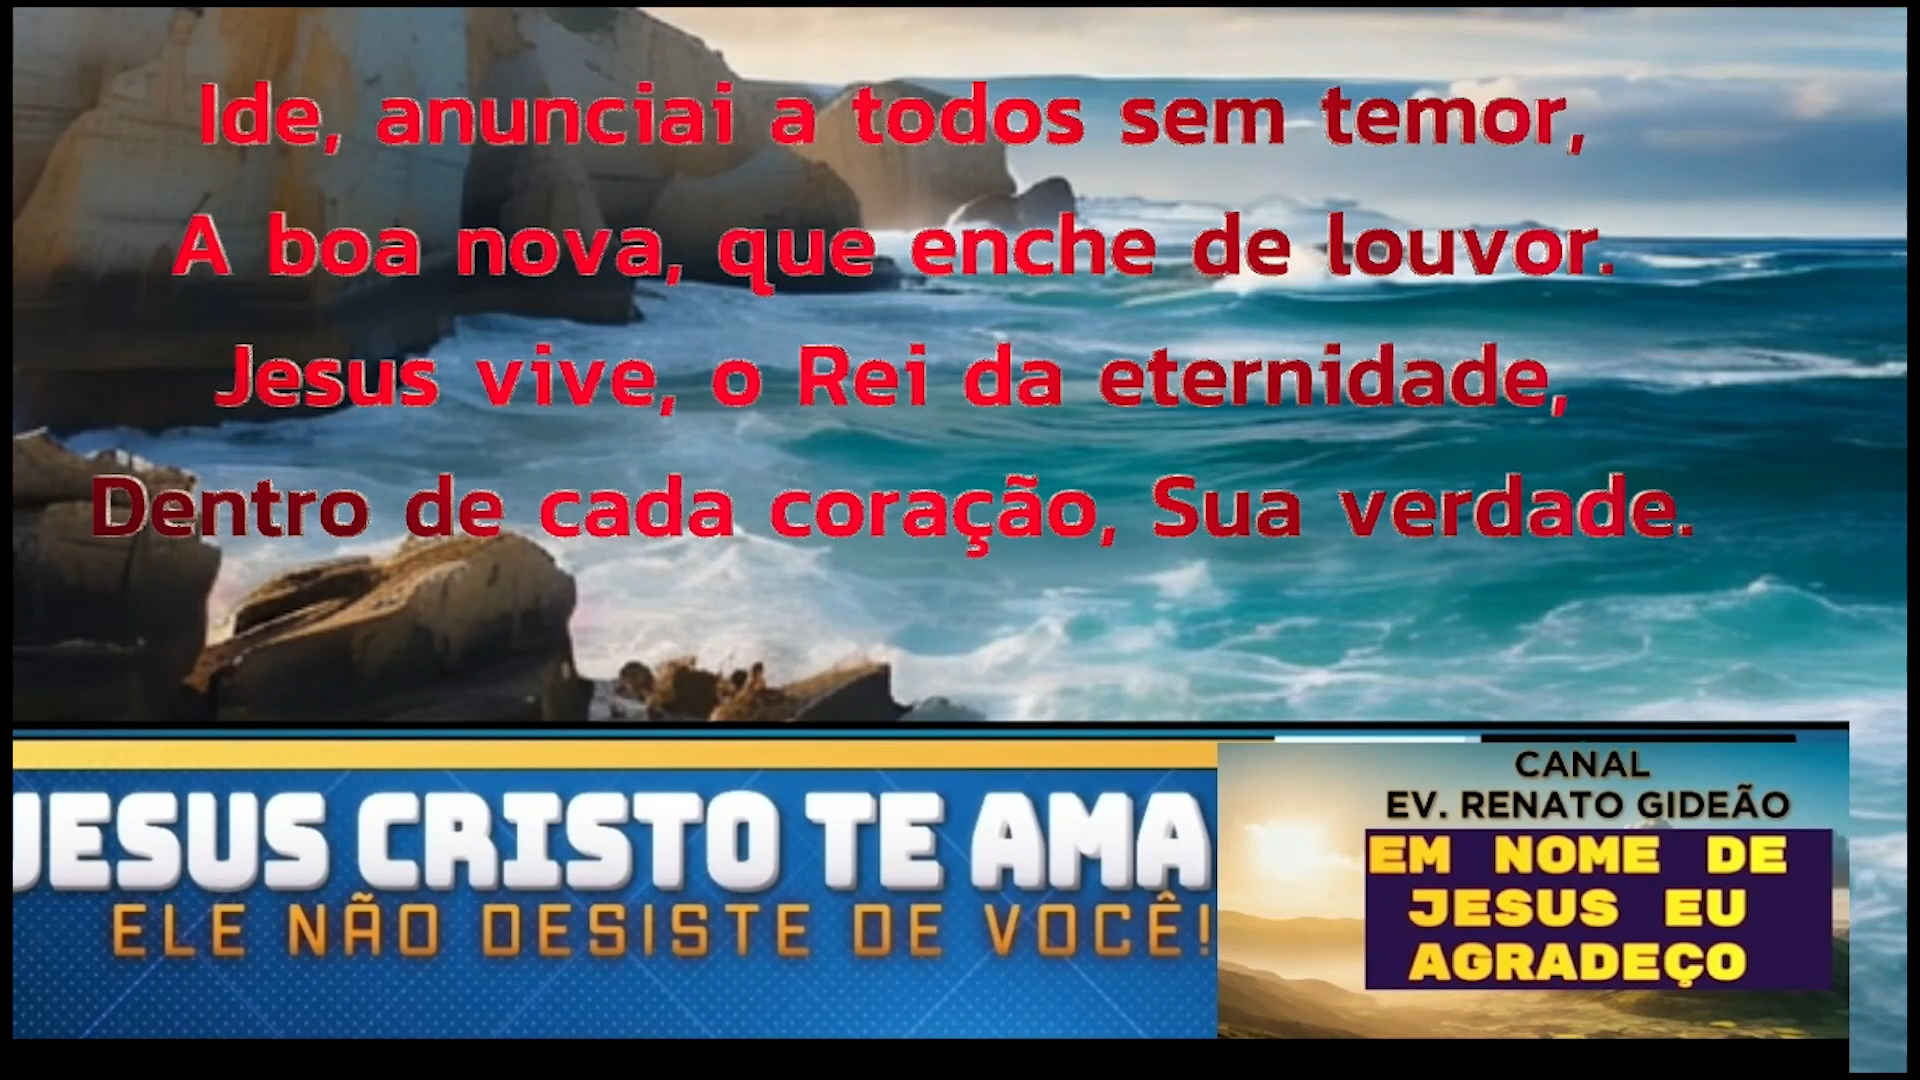 Ide, anunciai a todos sem temor,
A boa nova, que enche de louvor.
Jesus vive, o Rei da eternidade,
Dentro de cada coração, Sua verdade.
JESUS CRISTO TE AMA
ELE NÃO DESISTE DE VOCÊ!
CANAL
EV. RENATO GIDEÃO
EM NOME DE
JESUS EU
AGRADEÇO